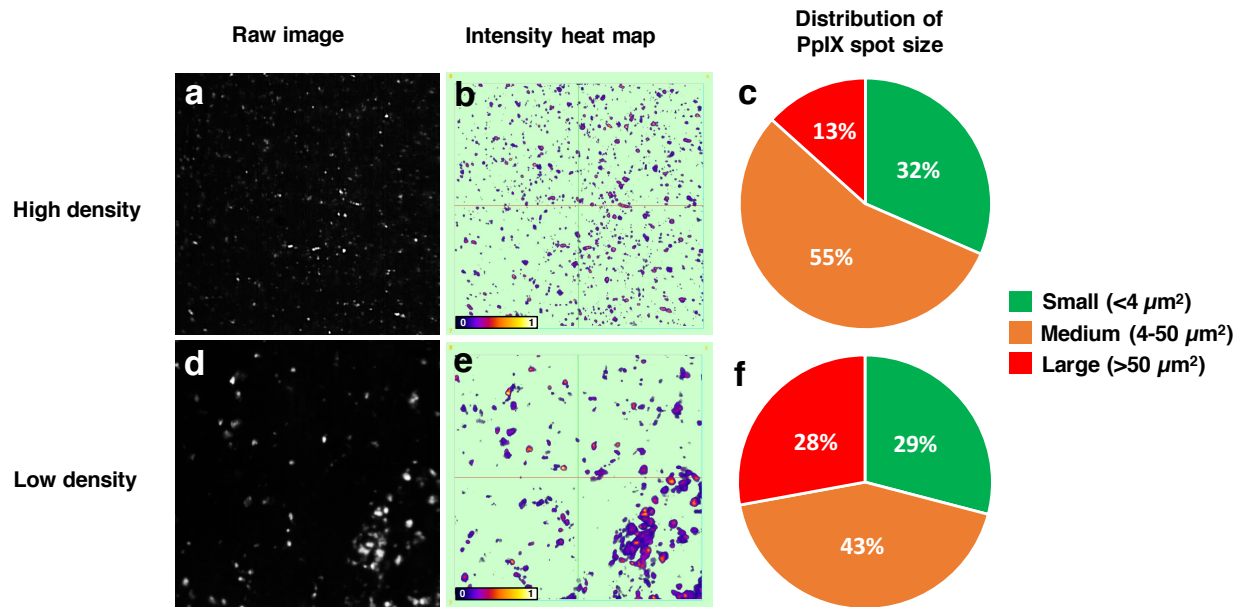 Raw image
Intensity heat map
Distribution of
PpIX spot size
High density
a
b
0 1
c
13%
32%
55%
Small (<4 µm²)
Medium (4-50 µm²)
Large (>50 µm²)
Low density
d
e
0 1
f
28%
29%
43%